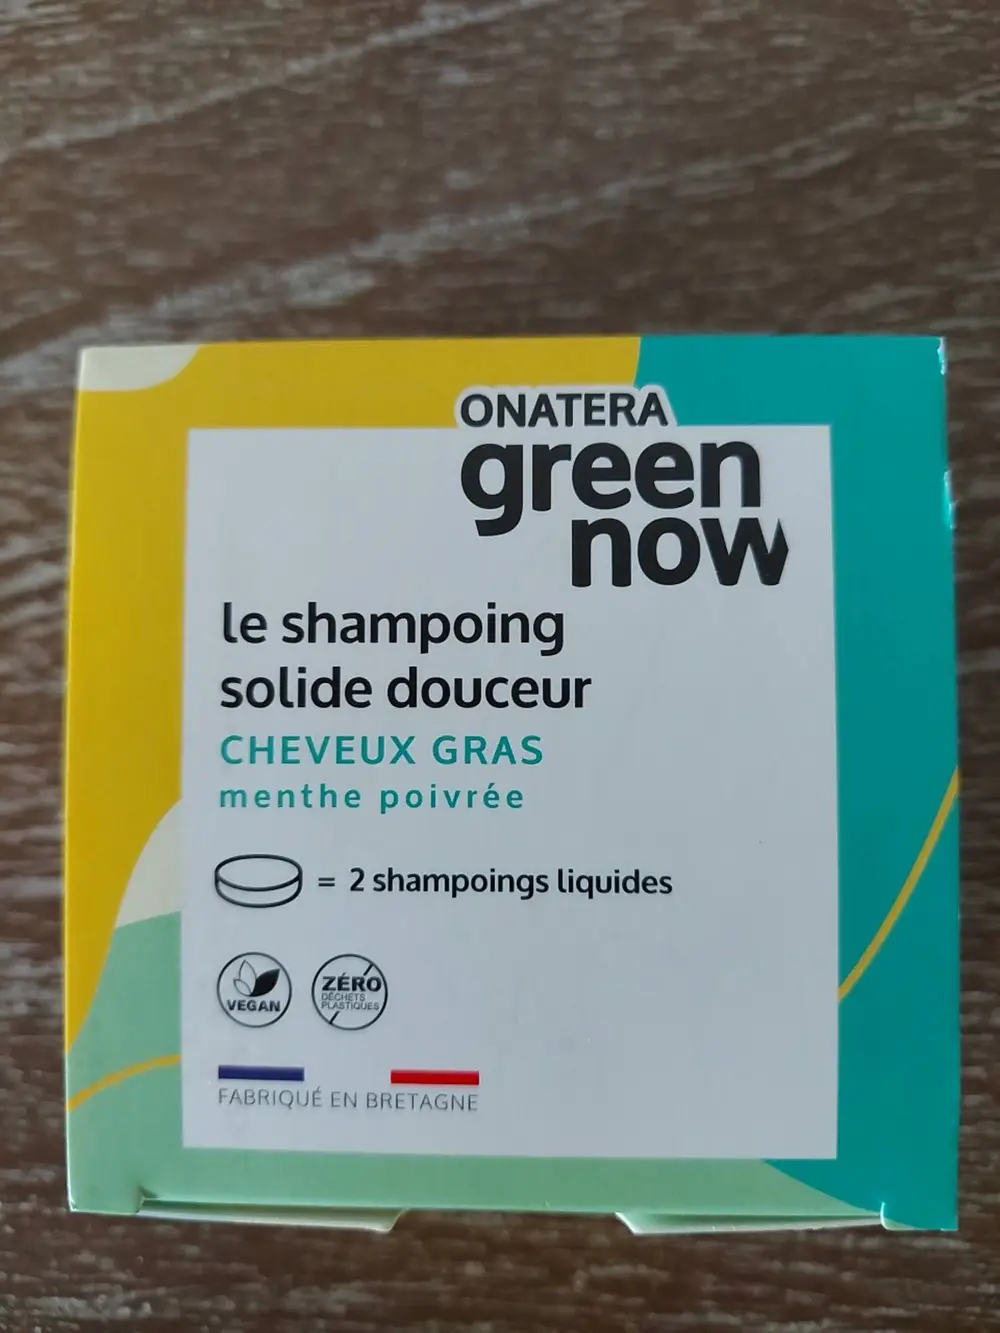 ONATERA
green
now
le shampoing
solide douceur
CHEVEUX GRAS
menthe poivrée
= 2 shampoings liquides
VEGAN
ZÉRO
DÉCHETS
PLASTIQUES
FABRIQUÉ EN BRETAGNE